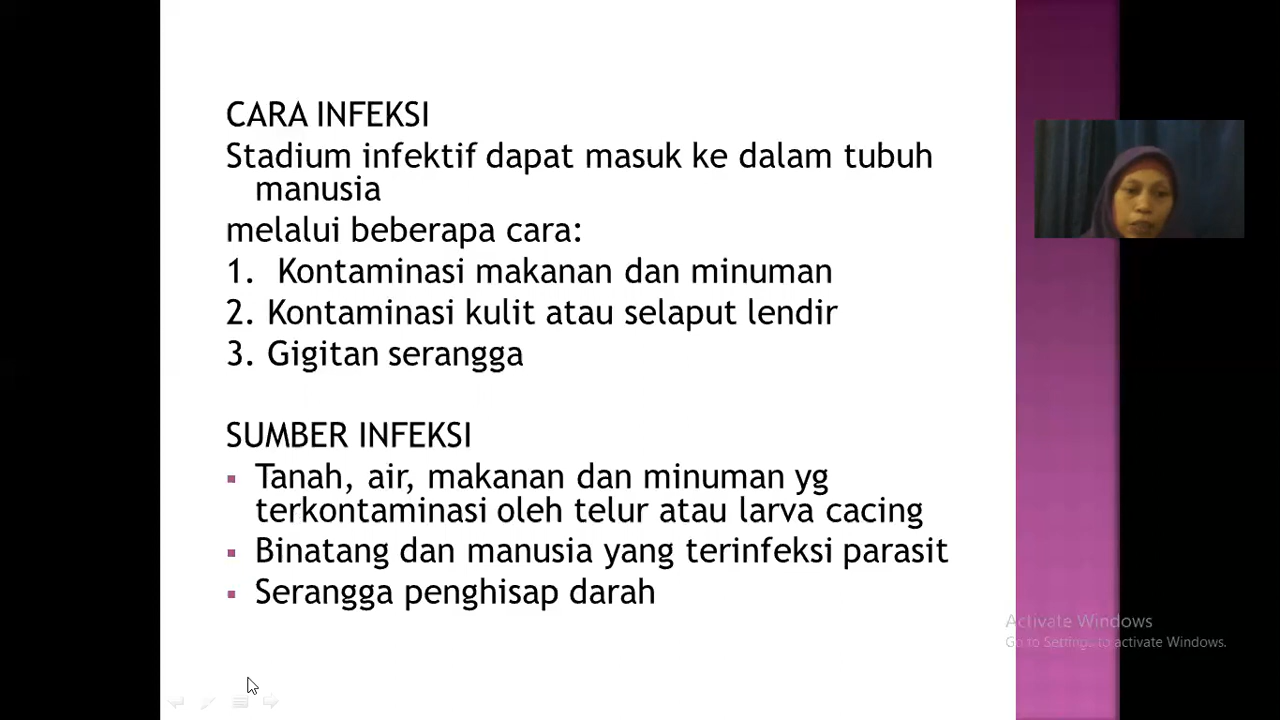 CARA INFEKSI
Stadium infektif dapat masuk ke dalam tubuh
manusia
melalui beberapa cara:
1. Kontaminasi makanan dan minuman
2. Kontaminasi kulit atau selaput lendir
3. Gigitan serangga
SUMBER INFEKSI
▪ Tanah, air, makanan dan minuman yg
terkontaminasi oleh telur atau larva cacing
▪ Binatang dan manusia yang terinfeksi parasit
▪ Serangga penghisap darah
Activate Windows
Go to Settings to activate Windows.